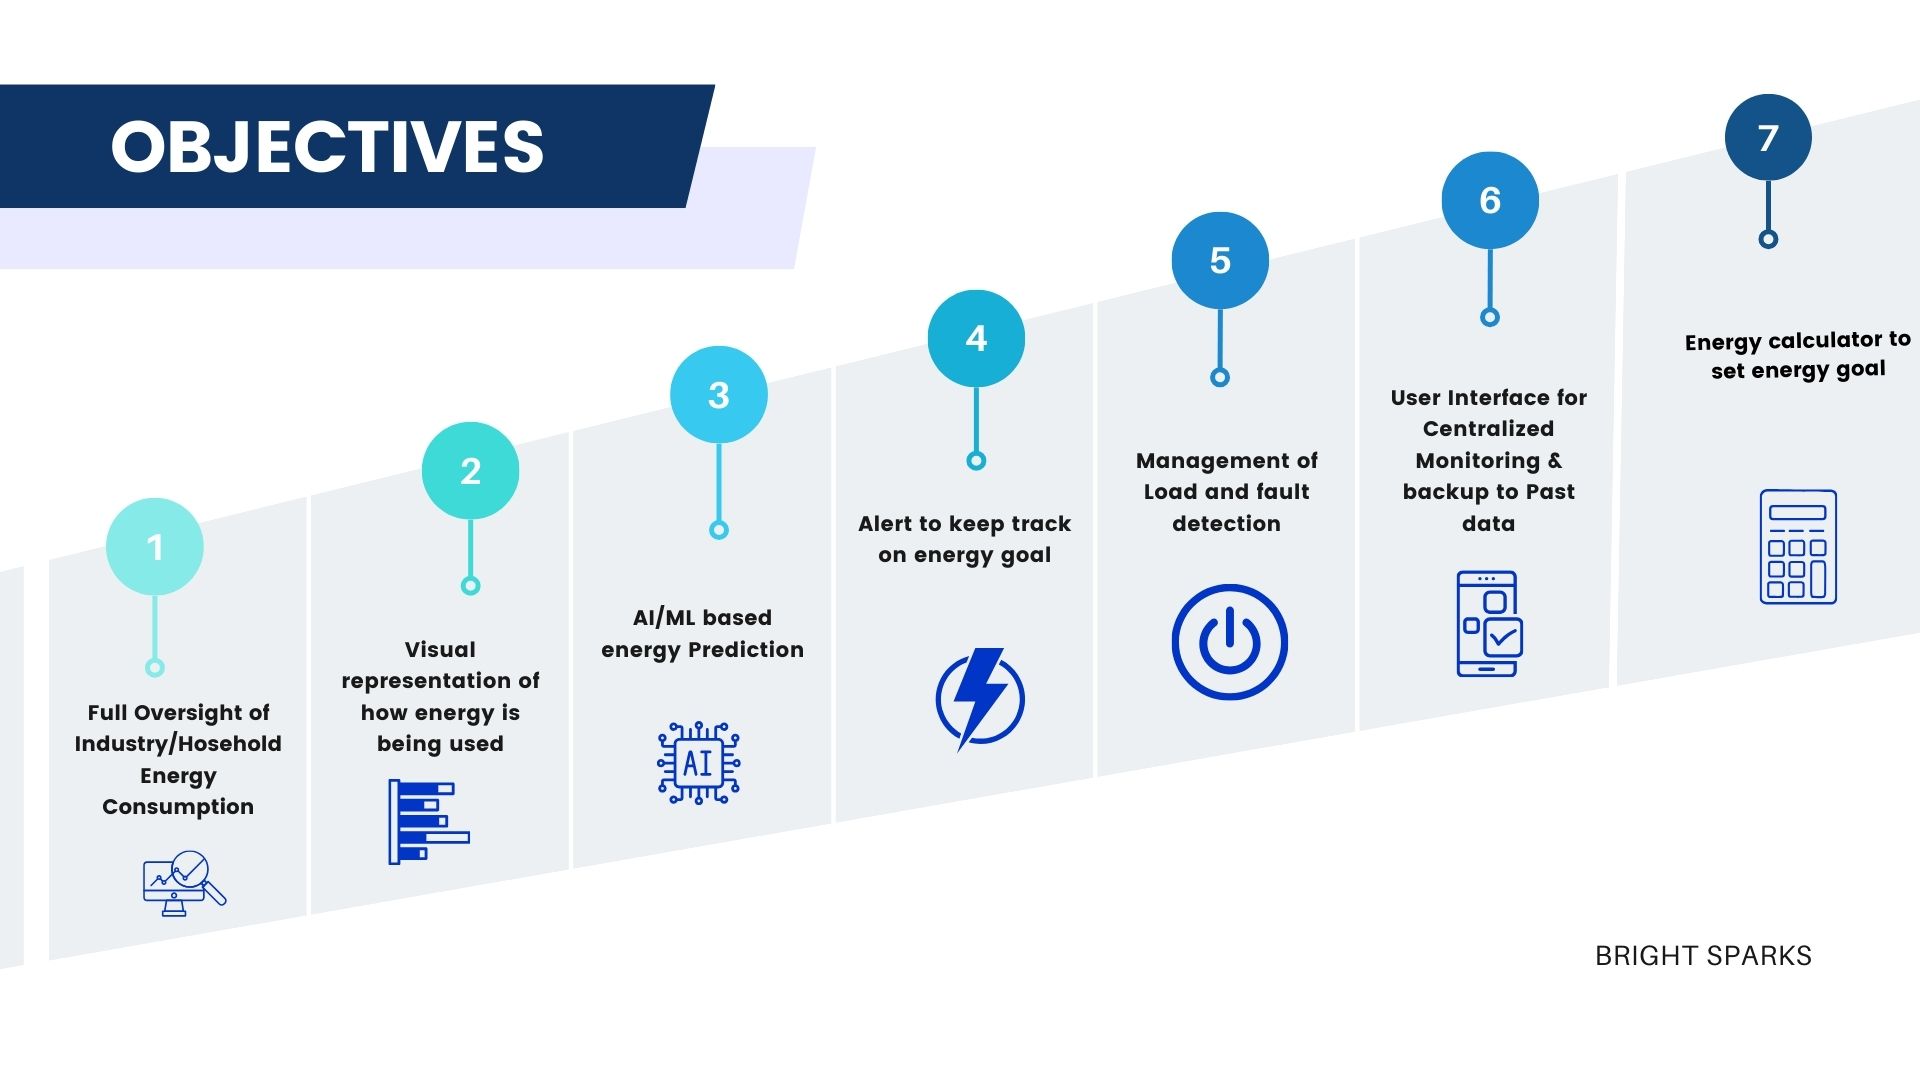 OBJECTIVES
1
Full Oversight of
Industry/Hosehold
Energy
Consumption
2
Visual
representation of
how energy is
being used
3
AI/ML based
energy Prediction
AI
4
Alert to keep track
on energy goal
5
Management of
Load and fault
detection
6
User Interface for
Centralized
Monitoring &
backup to Past
data
7
Energy calculator to
set energy goal
BRIGHT SPARKS